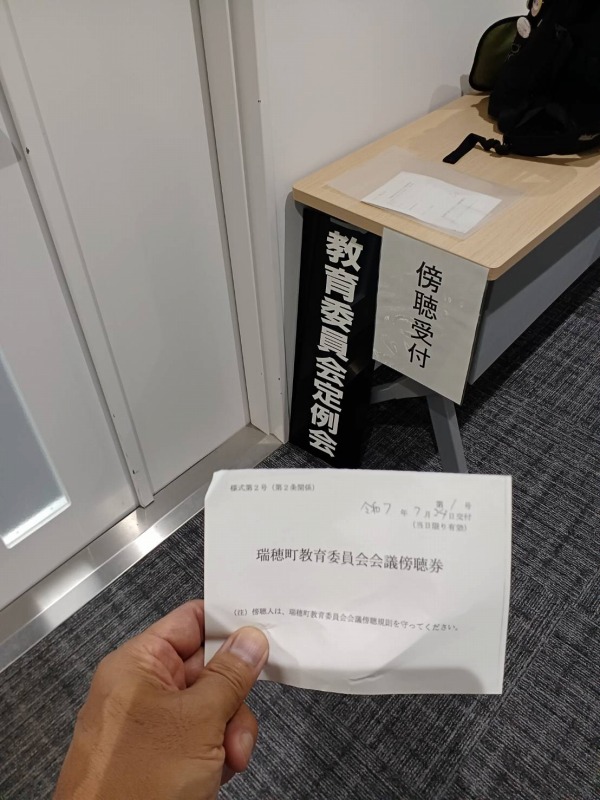 教育委員会定例会
傍聴受付
様式第2号（第2条関係）
第1号
令和7年7月24日交付
（当日限り有効）
瑞穂町教育委員会会議傍聴券
（注）傍聴人は、瑞穂町教育委員会会議傍聴規則を守ってください。